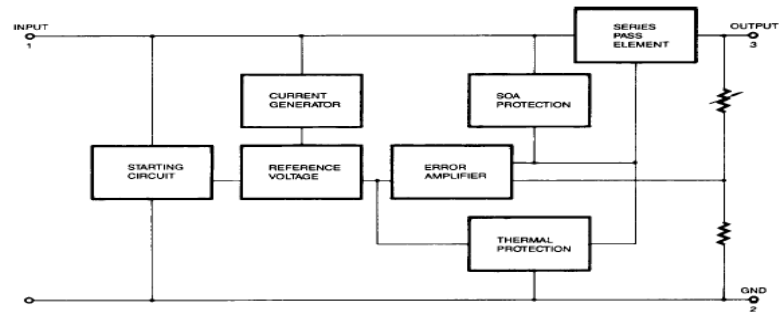 INPUT
1
SERIES
PASS
ELEMENT
OUTPUT
3
CURRENT
GENERATOR
SOA
PROTECTION
STARTING
CIRCUIT
REFERENCE
VOLTAGE
ERROR
AMPLIFIER
THERMAL
PROTECTION
GND
2